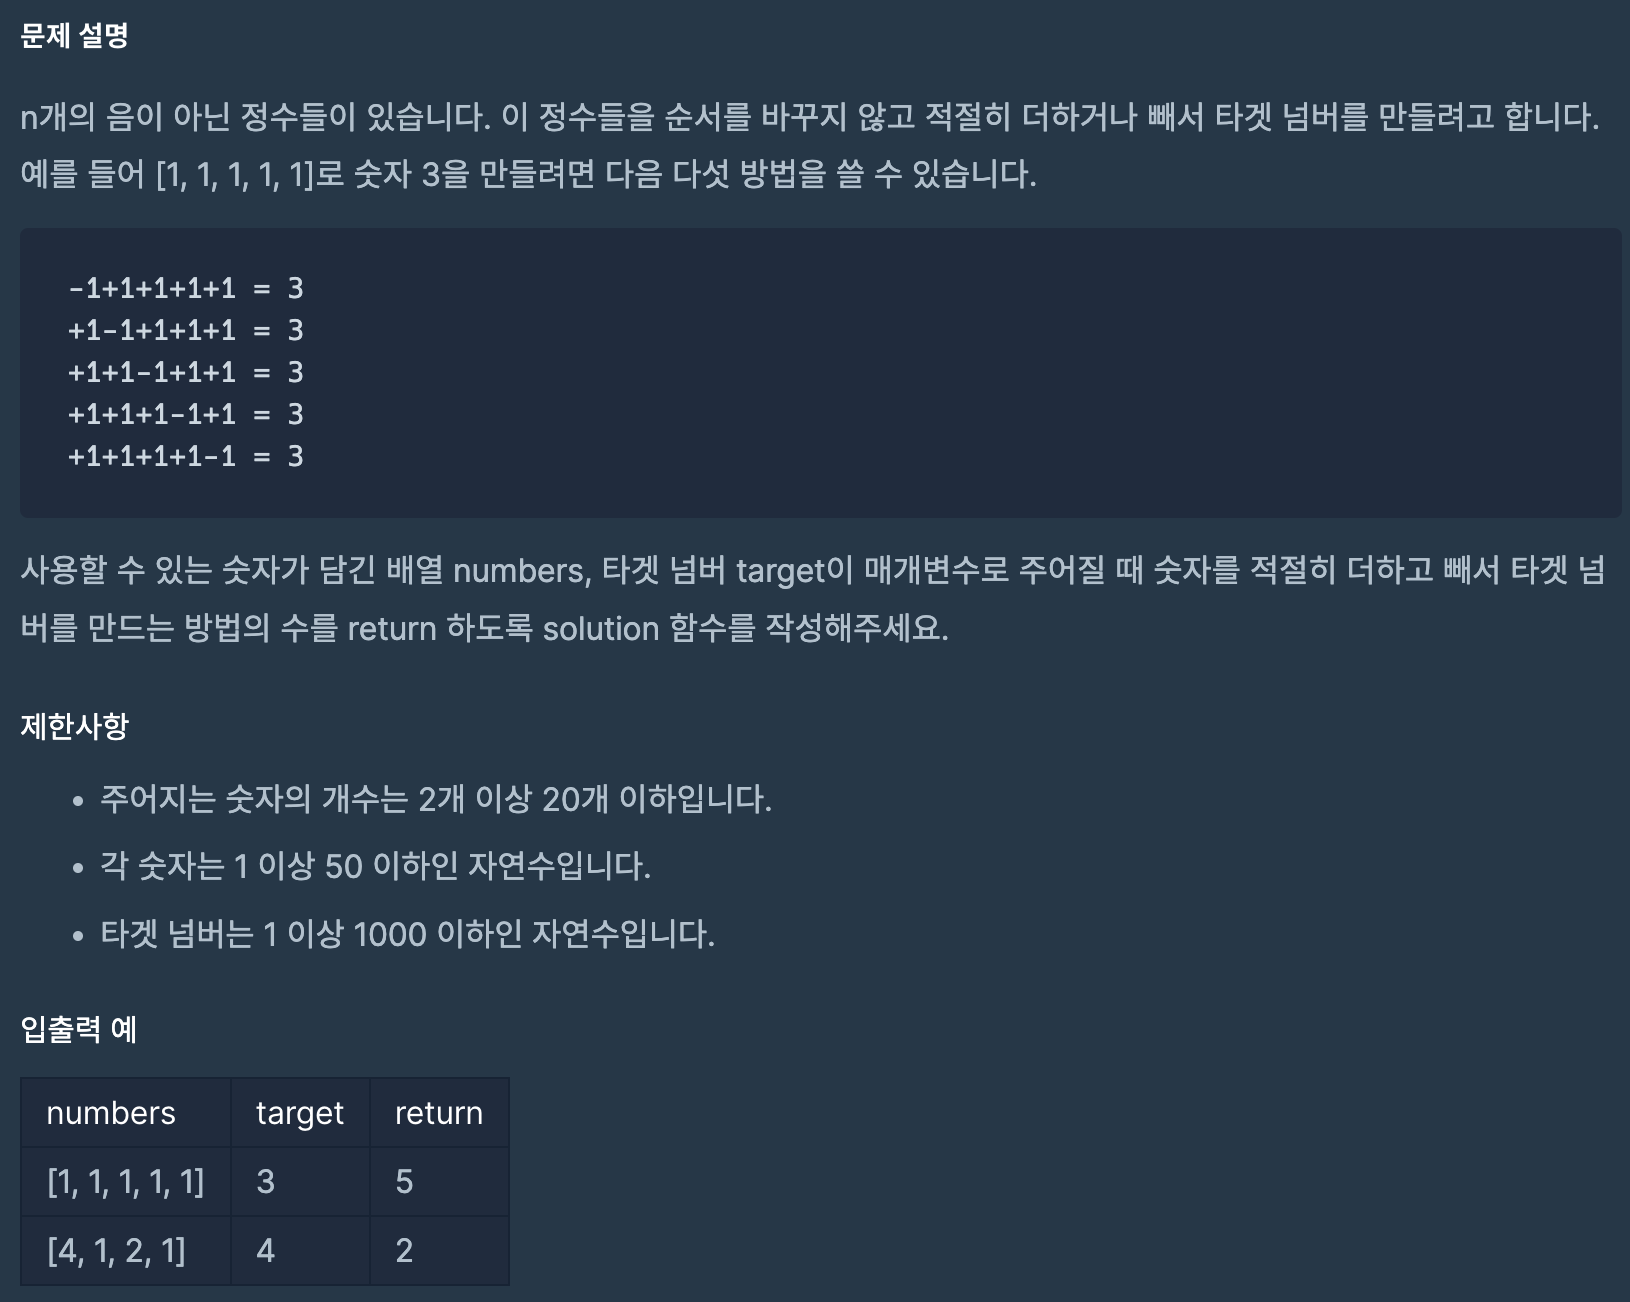 문제 설명
n개의 음이 아닌 정수들이 있습니다. 이 정수들을 순서를 바꾸지 않고 적절히 더하거나 빼서 타겟 넘버를 만들려고 합니다.
예를 들어 [1, 1, 1, 1, 1]로 숫자 3을 만들려면 다음 다섯 방법을 쓸 수 있습니다.
-1+1+1+1+1 = 3
+1-1+1+1+1 = 3
+1+1-1+1+1 = 3
+1+1+1-1+1 = 3
+1+1+1+1-1 = 3
사용할 수 있는 숫자가 담긴 배열 numbers, 타겟 넘버 target이 매개변수로 주어질 때 숫자를 적절히 더하고 빼서 타겟 넘
버를 만드는 방법의 수를 return 하도록 solution 함수를 작성해주세요.
제한사항
• 주어지는 숫자의 개수는 2개 이상 20개 이하입니다.
• 각 숫자는 1 이상 50 이하인 자연수입니다.
• 타겟 넘버는 1 이상 1000 이하인 자연수입니다.
입출력 예
numbers target return
[1, 1, 1, 1, 1] 3 5
[4, 1, 2, 1] 4 2